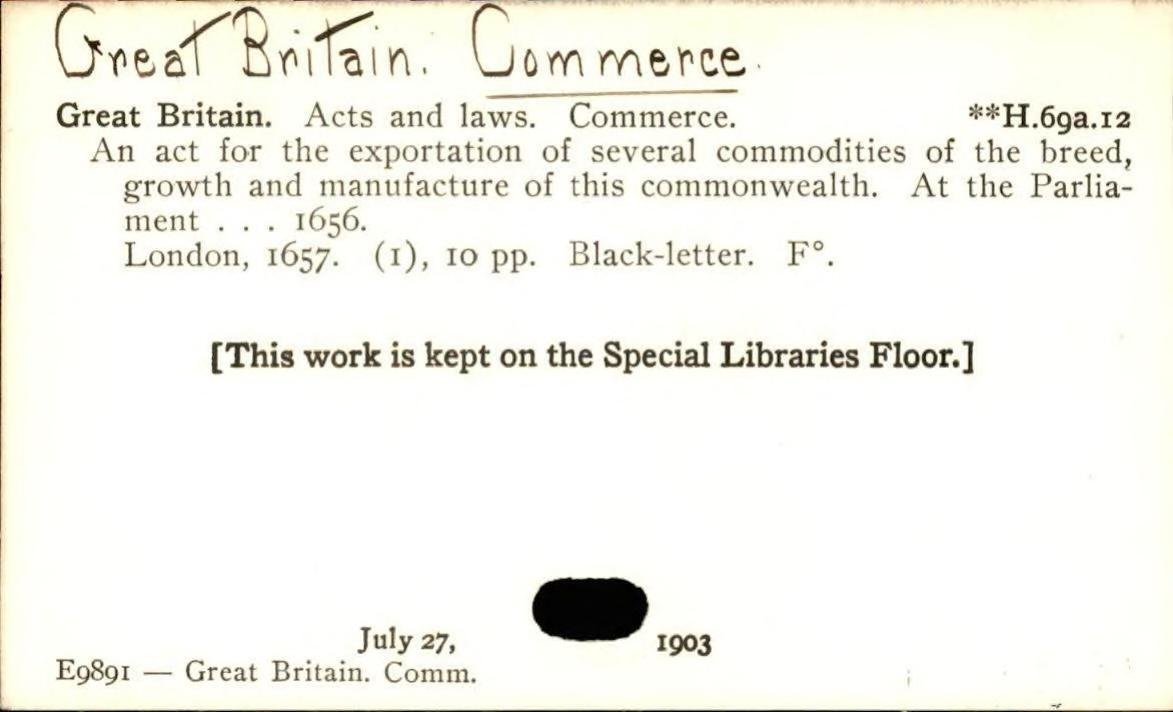 Great Britain. Commerce.
Great Britain. Acts and laws. Commerce. **H.69a.12
An act for the exportation of several commodities of the breed,
growth and manufacture of this commonwealth. At the Parlia-
ment . . . 1656.
London, 1657. (1), 10 pp. Black-letter. F°.
[This work is kept on the Special Libraries Floor.]
July 27, 1903
E9891 — Great Britain. Comm.